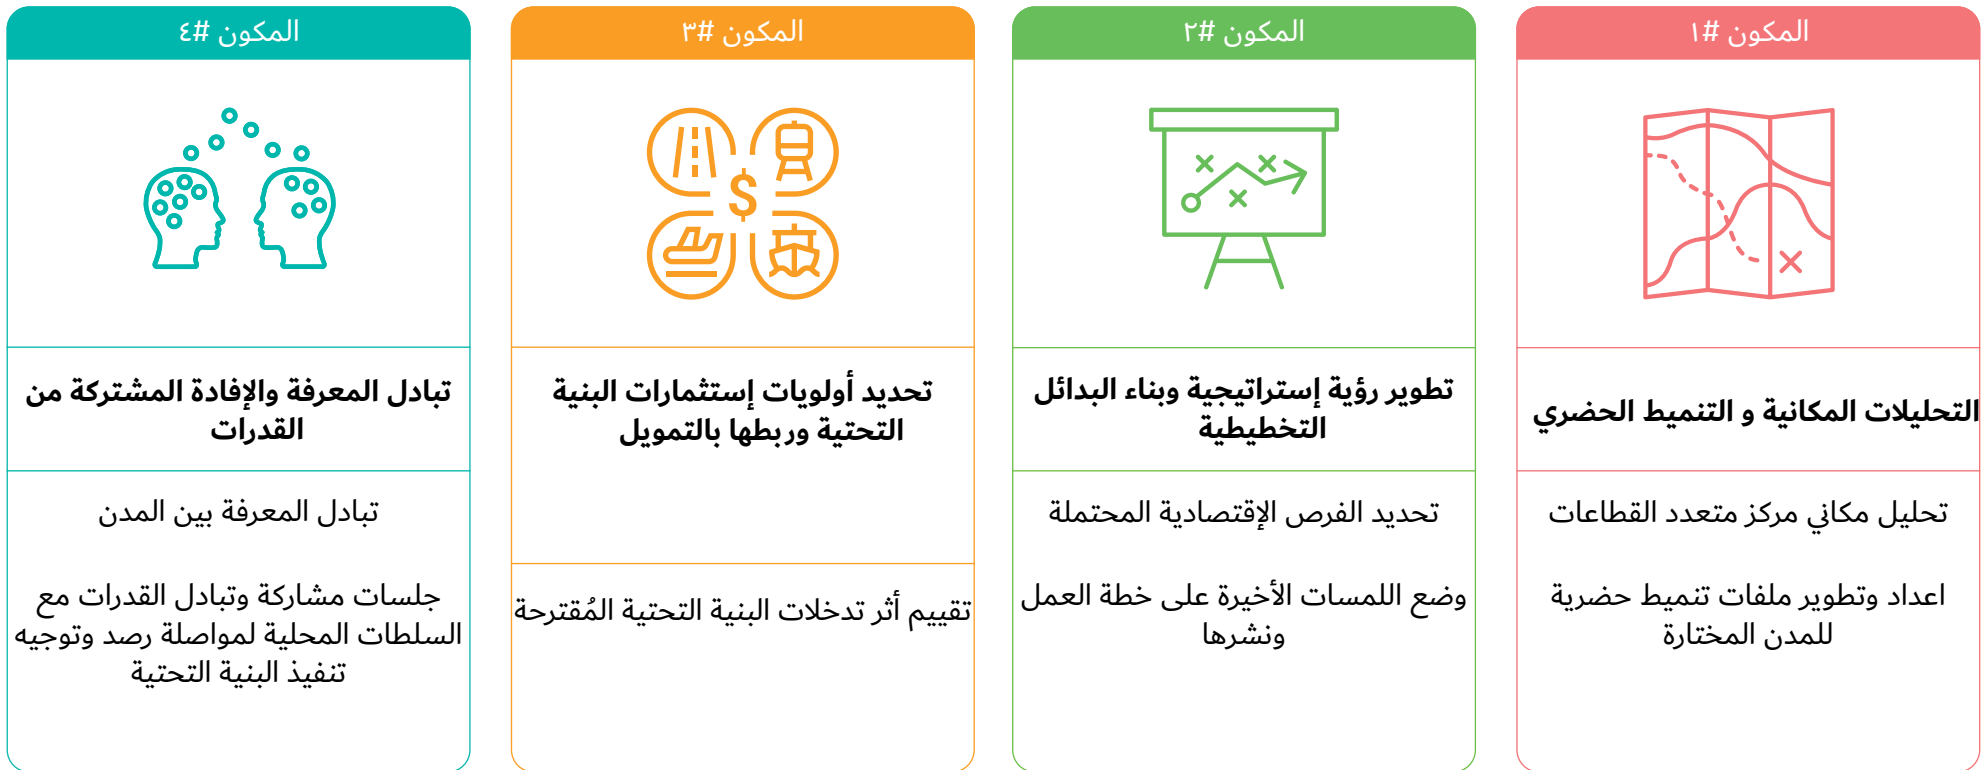 المكون #١
التحليلات المكانية و التنميط الحضري
تحليل مكاني مركز متعدد القطاعات
اعداد وتطوير ملفات تنميط حضرية
للمدن المختارة
المكون #٢
تطوير رؤية إستراتيجية وبناء البدائل
التخطيطية
تحديد الفرص الإقتصادية المحتملة
وضع اللمسات الأخيرة على خطة العمل
ونشرها
المكون #٣
$
تحديد أولويات إستثمارات البنية
التحتية وربطها بالتمويل
تقييم أثر تدخلات البنية التحتية المُقترحة
المكون #٤
تبادل المعرفة والإفادة المشتركة من
القدرات
تبادل المعرفة بين المدن
جلسات مشاركة وتبادل القدرات مع
السلطات المحلية لمواصلة رصد وتوجيه
تنفيذ البنية التحتية